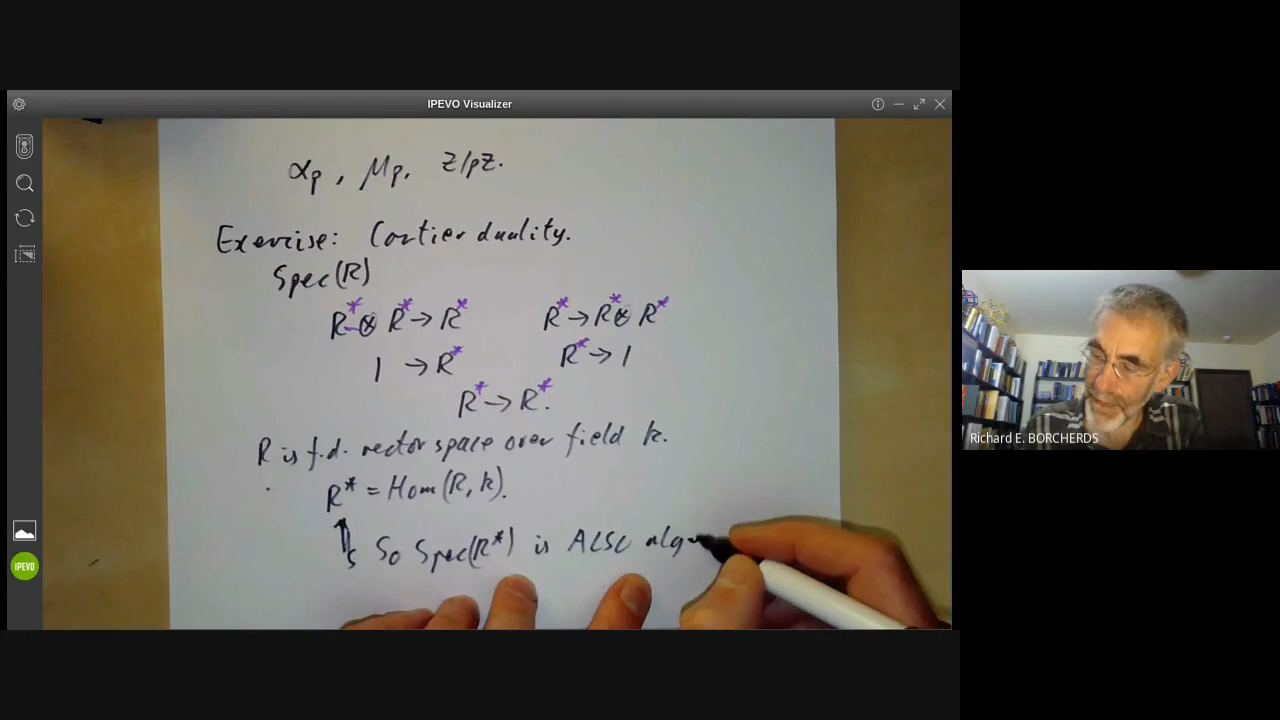 IPEVO Visualizer
αp, μp, Z/pZ.
Exercise: Cartier duality.
Spec(R)
R* ⊗ R* → R* R* → R* ⊗ R*
1 → R* R* → 1
R* → R*.
R is f.d. vector space over field k.
R* = Hom(R, k).
So Spec(R*) is ALSO alg
IPEVO
Richard E. BORCHERDS